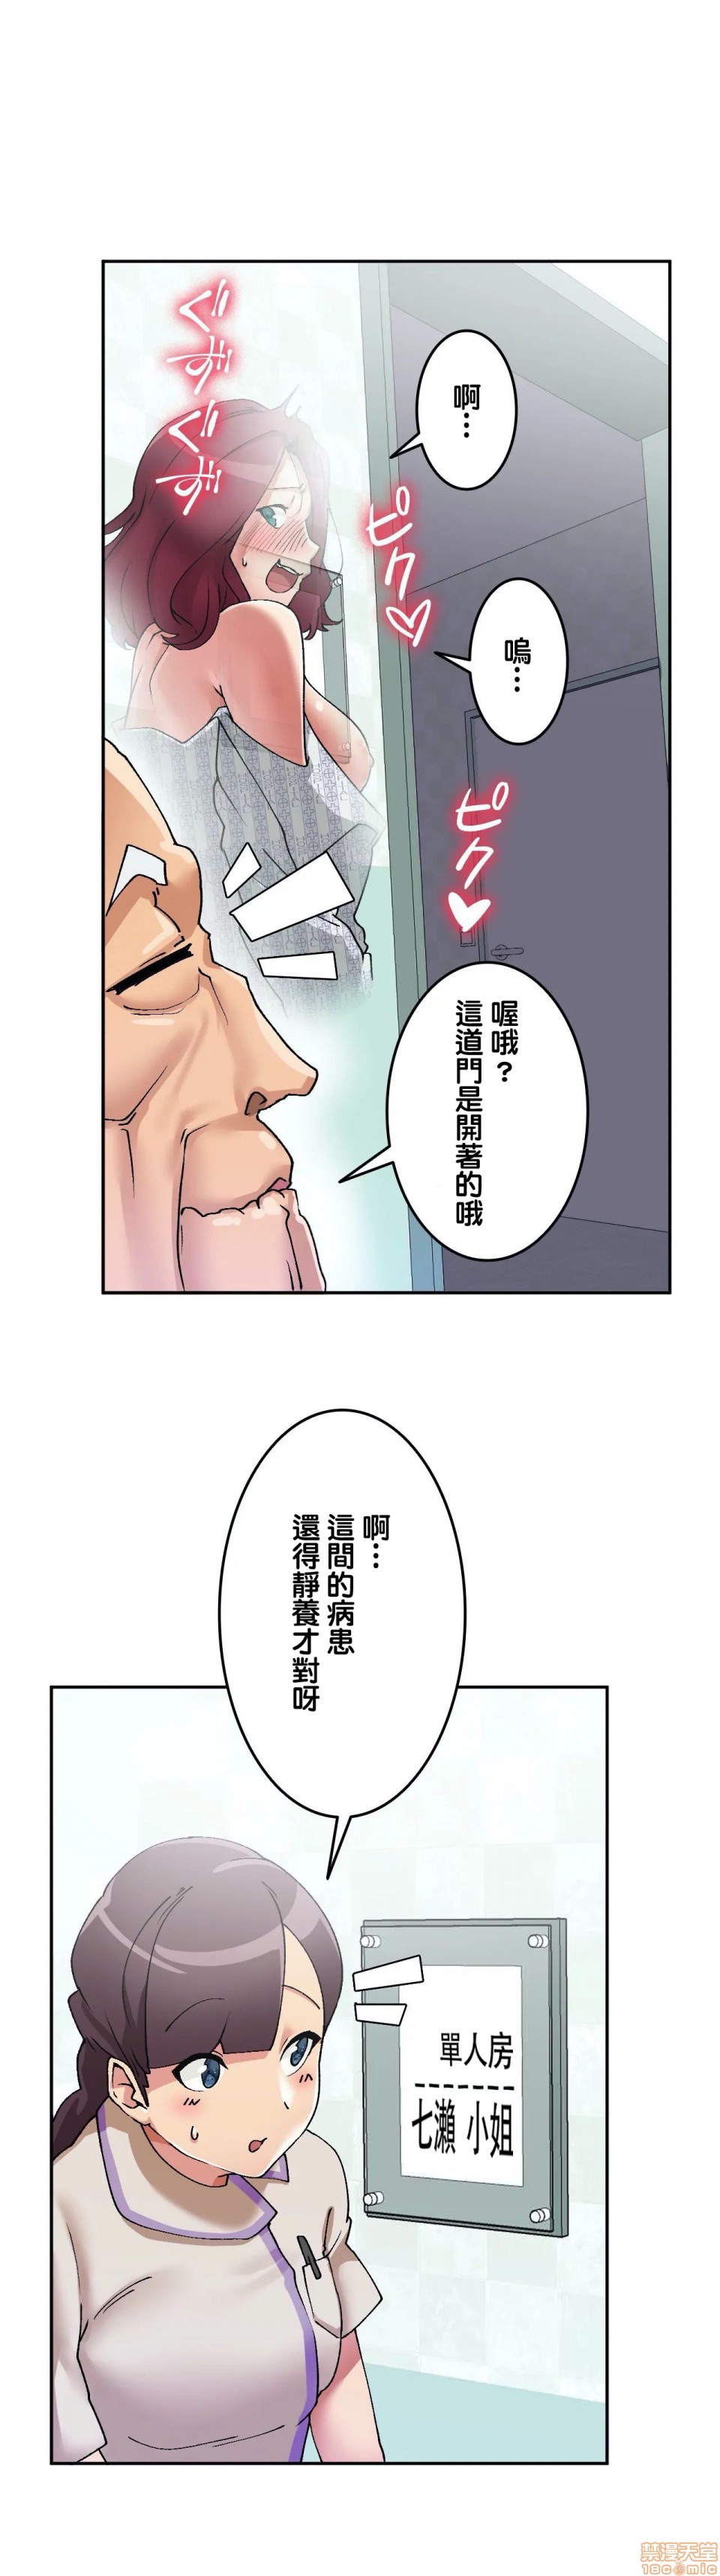 ぐ
ずっ
ぐっ
ずっ
啊…
ピク♡
嗚…
ピク♡
喔哦？
這道門是開著的哦
啊…
這間的病患
還得靜養才對呀
單人房
七瀨 小姐
禁漫天堂
18comic